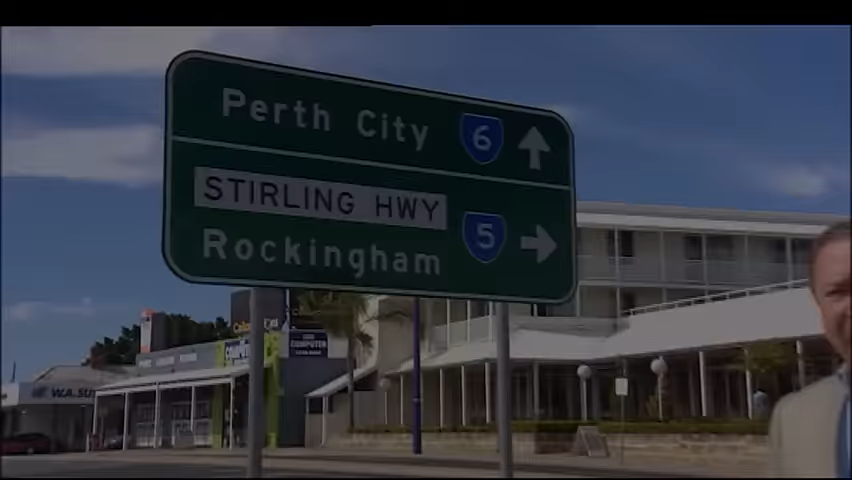 Perth City 6
STIRLING HWY
Rockingham 5
COMPUTER
W.A.